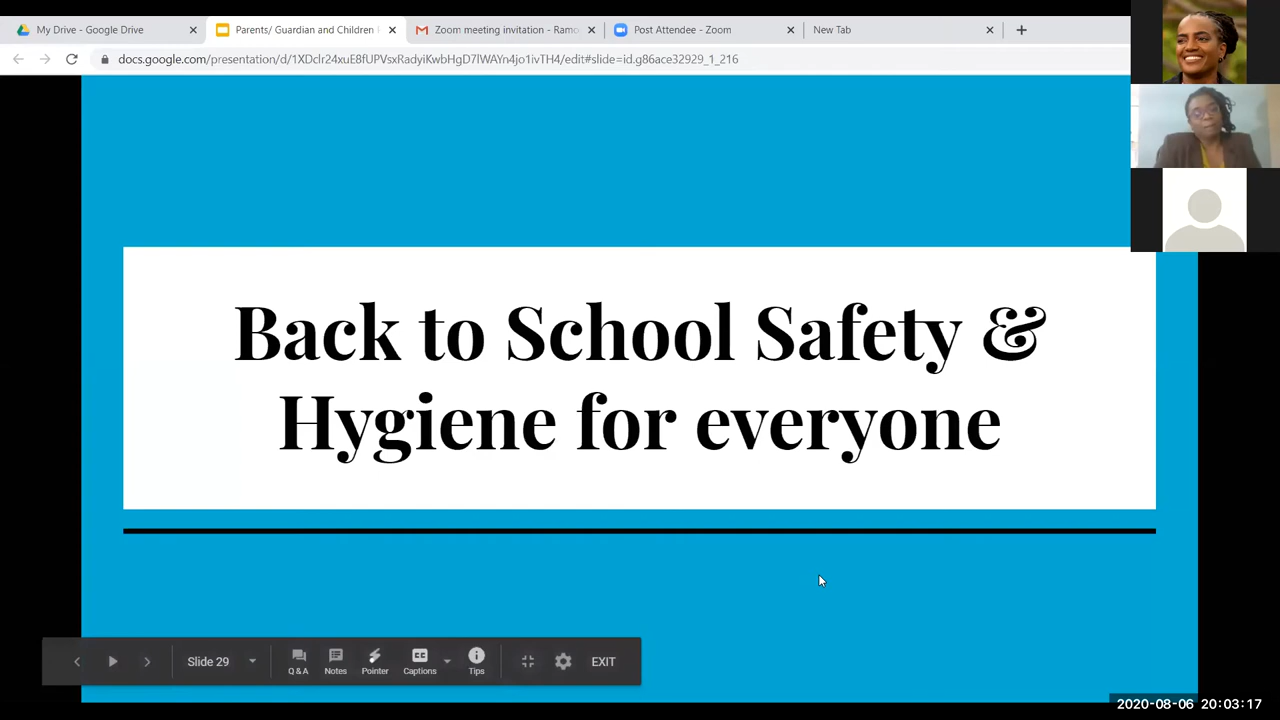 My Drive - Google Drive
Parents/ Guardian and Children
Zoom meeting invitation - Ramo
Post Attendee - Zoom
New Tab
docs.google.com/presentation/d/1XDclr24xuE8fUPVsxRadyiKwbHgD7IWzWn4jo1ivTH4/edit#slide=id.g86ace32929_1_216
Back to School Safety &
Hygiene for everyone
Slide 29
Q & A
Notes
Pointer
CC
Captions
Tips
EXIT
2020-08-06 20:03:17